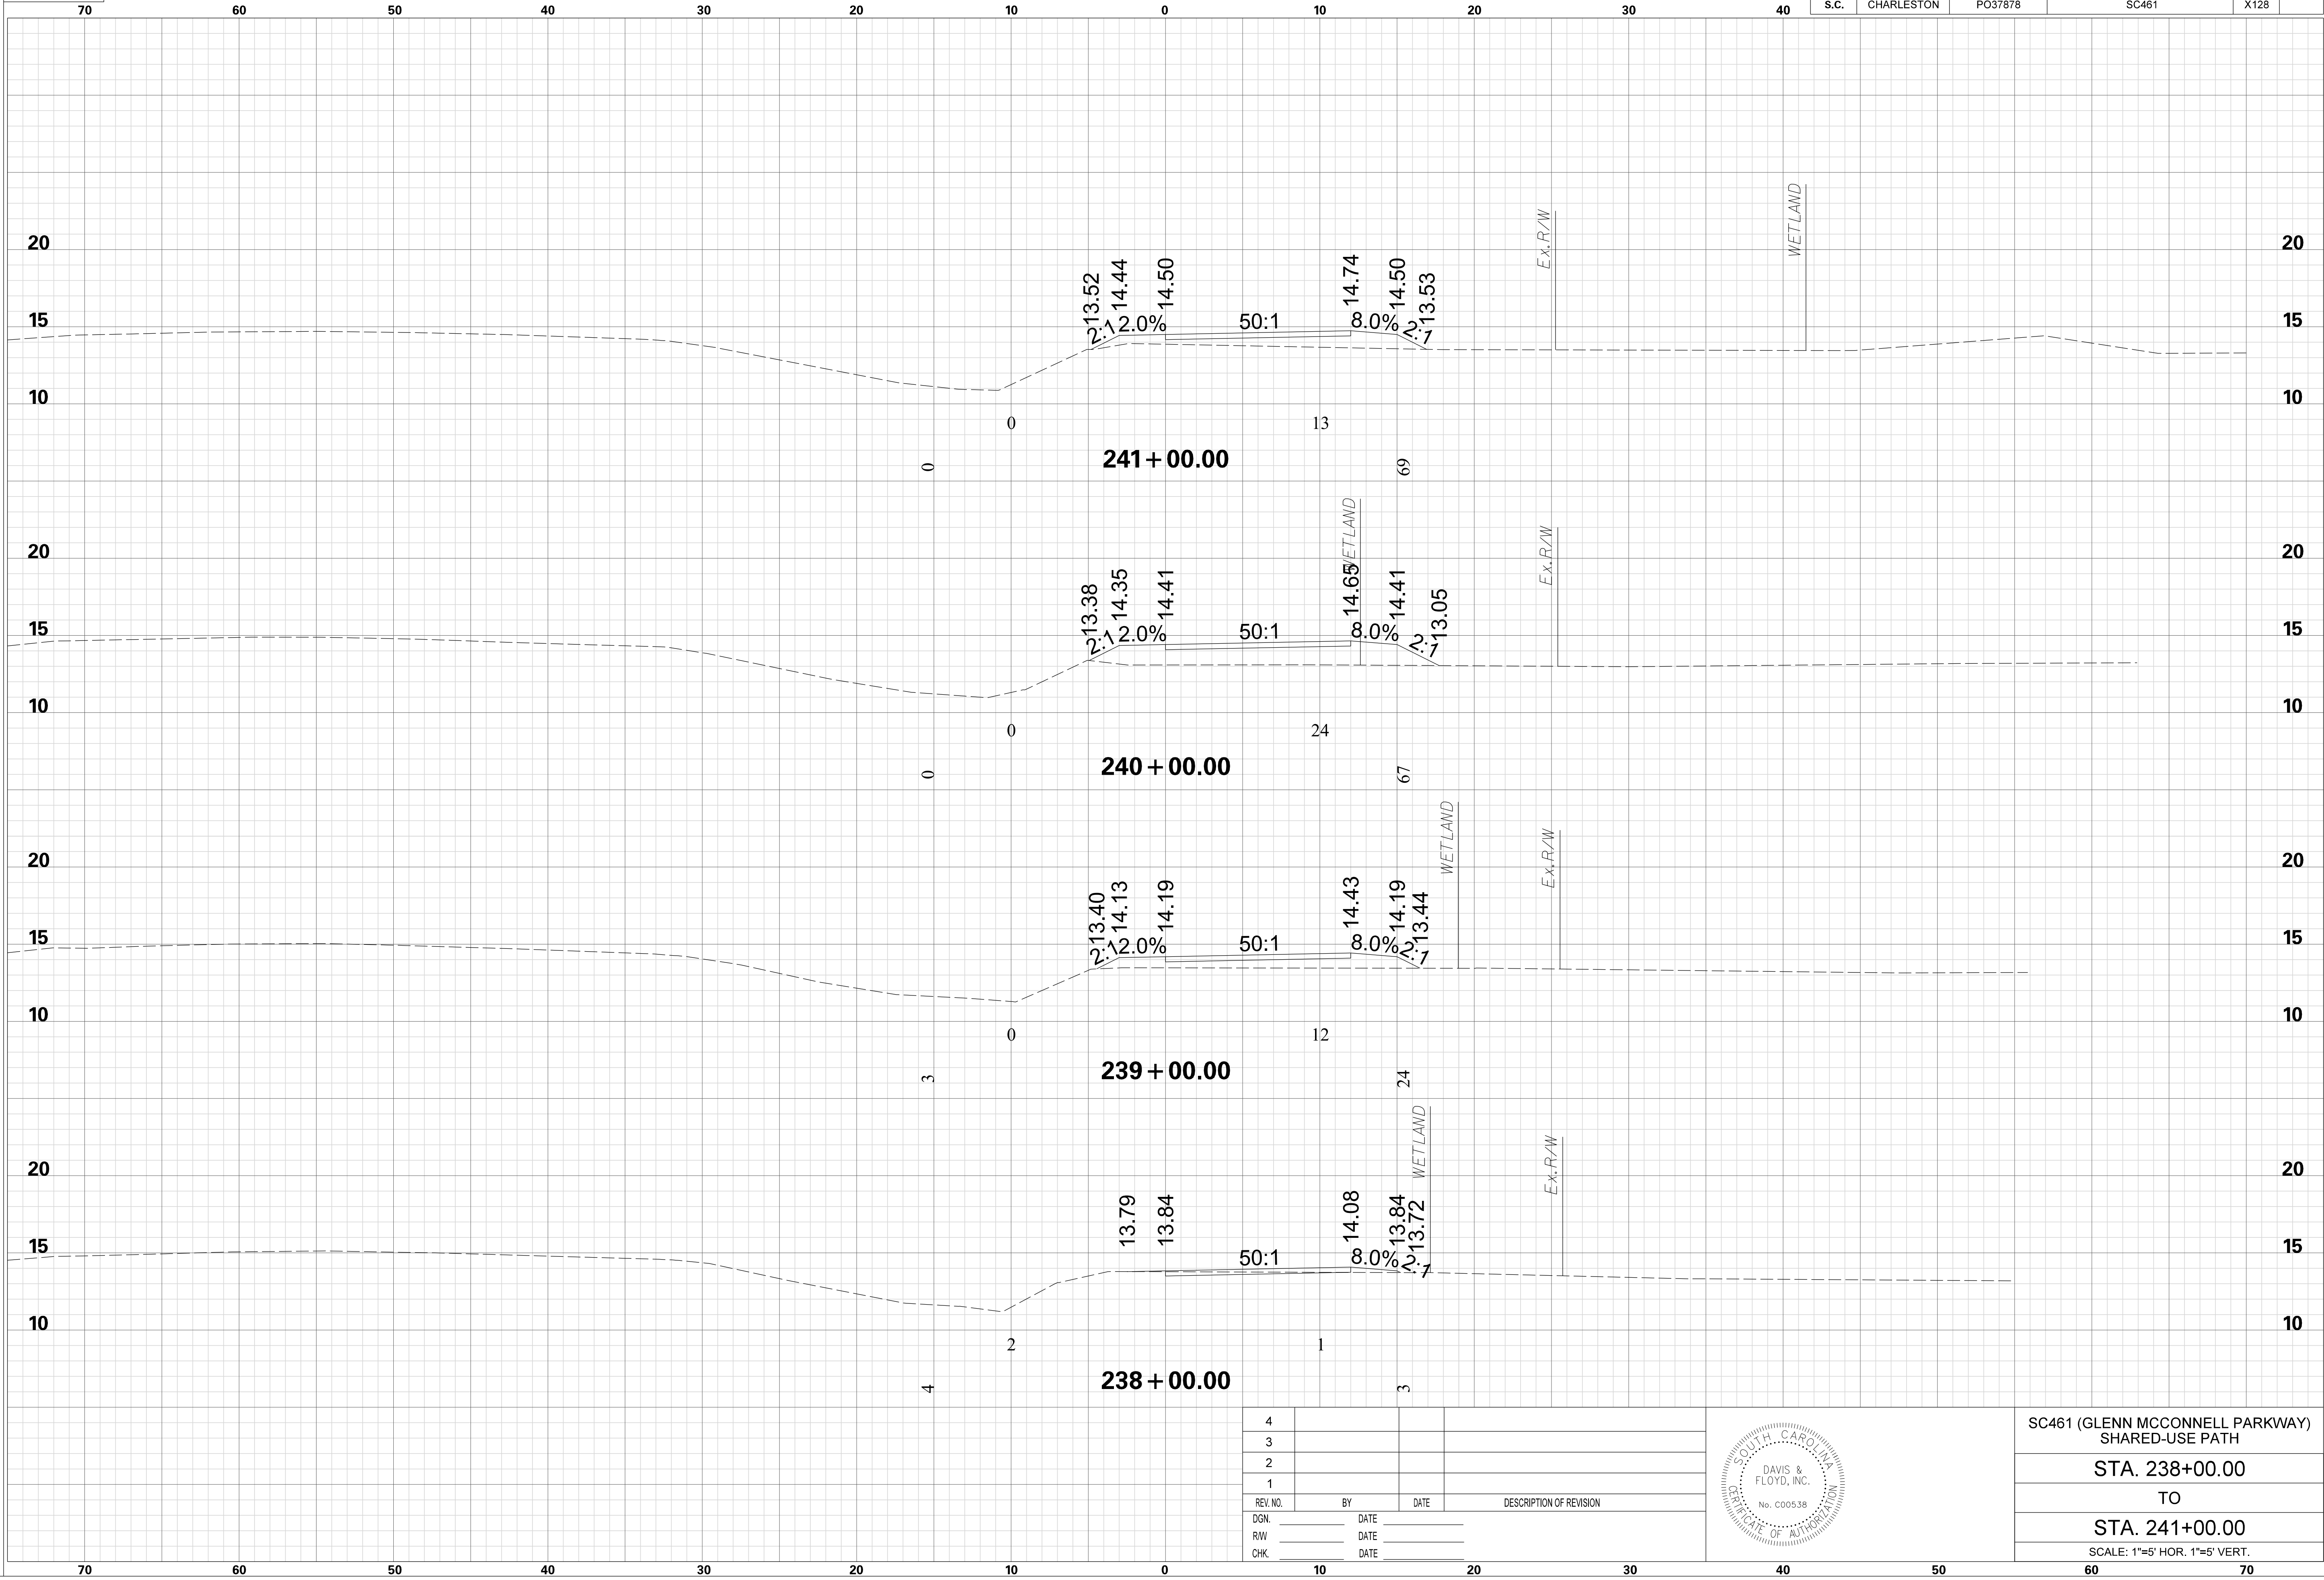 70 60 50 40 30 20 10 0 10 20 30 40
S.C. CHARLESTON PO37878 SC461 X128
Ex.R/W
WETLAND
20 20
13.52 14.44 14.50 14.74 14.50 13.53
15 15
2:1 2.0% 50:1 8.0% 2:1
10 10
0 13
241+00.00
0 69
WETLAND
Ex.R/W
20 20
13.38 14.35 14.41 14.65 14.41 13.05
15 15
2:1 2.0% 50:1 8.0% 2:1
10 10
0 24
240+00.00
0 67
WETLAND
Ex.R/W
20 20
13.40 14.13 14.19 14.43 14.19 13.44
15 15
2:1 2.0% 50:1 8.0% 2:1
10 10
0 12
239+00.00
3 24
WETLAND
Ex.R/W
20 20
13.79 13.84 14.08 13.84 13.72
15 15
50:1 8.0% 2:1
10 10
2 1
238+00.00
4 3
4
3
2
1
REV. NO. BY DATE DESCRIPTION OF REVISION
DGN. DATE
R/W DATE
CHK. DATE
SOUTH CAROLINA
DAVIS &
FLOYD, INC.
No. C00538
CERTIFICATE OF AUTHORIZATION
SC461 (GLENN MCCONNELL PARKWAY)
SHARED-USE PATH
STA. 238+00.00
TO
STA. 241+00.00
SCALE: 1"=5' HOR. 1"=5' VERT.
70 60 50 40 30 20 10 0 10 20 30 40 50 60 70